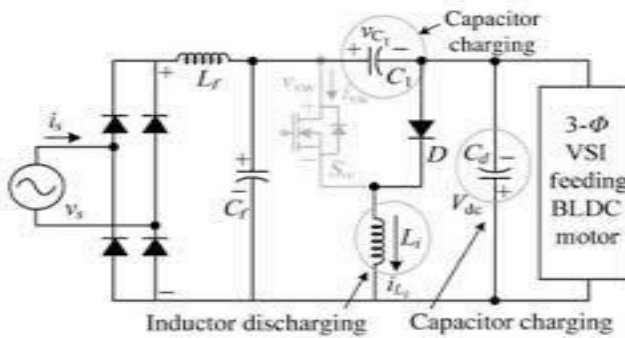 Capacitor
charging
+ v_C1 −
C_1
+
L_f
i_s
v_s
+
−
C_f
−
+
−
S_w
D
C_d −
+
V_dc
3-Φ
VSI
feeding
BLDC
motor
L_i
i_Li
Inductor discharging
Capacitor charging